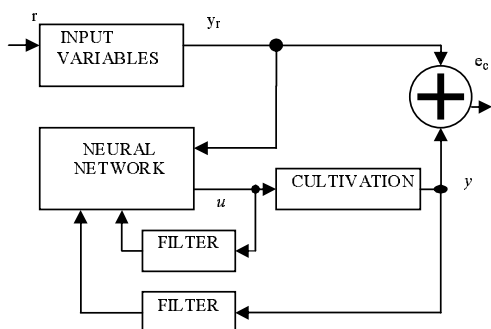 r
y_r
INPUT
VARIABLES
e_c
NEURAL
NETWORK
u
CULTIVATION
y
FILTER
FILTER